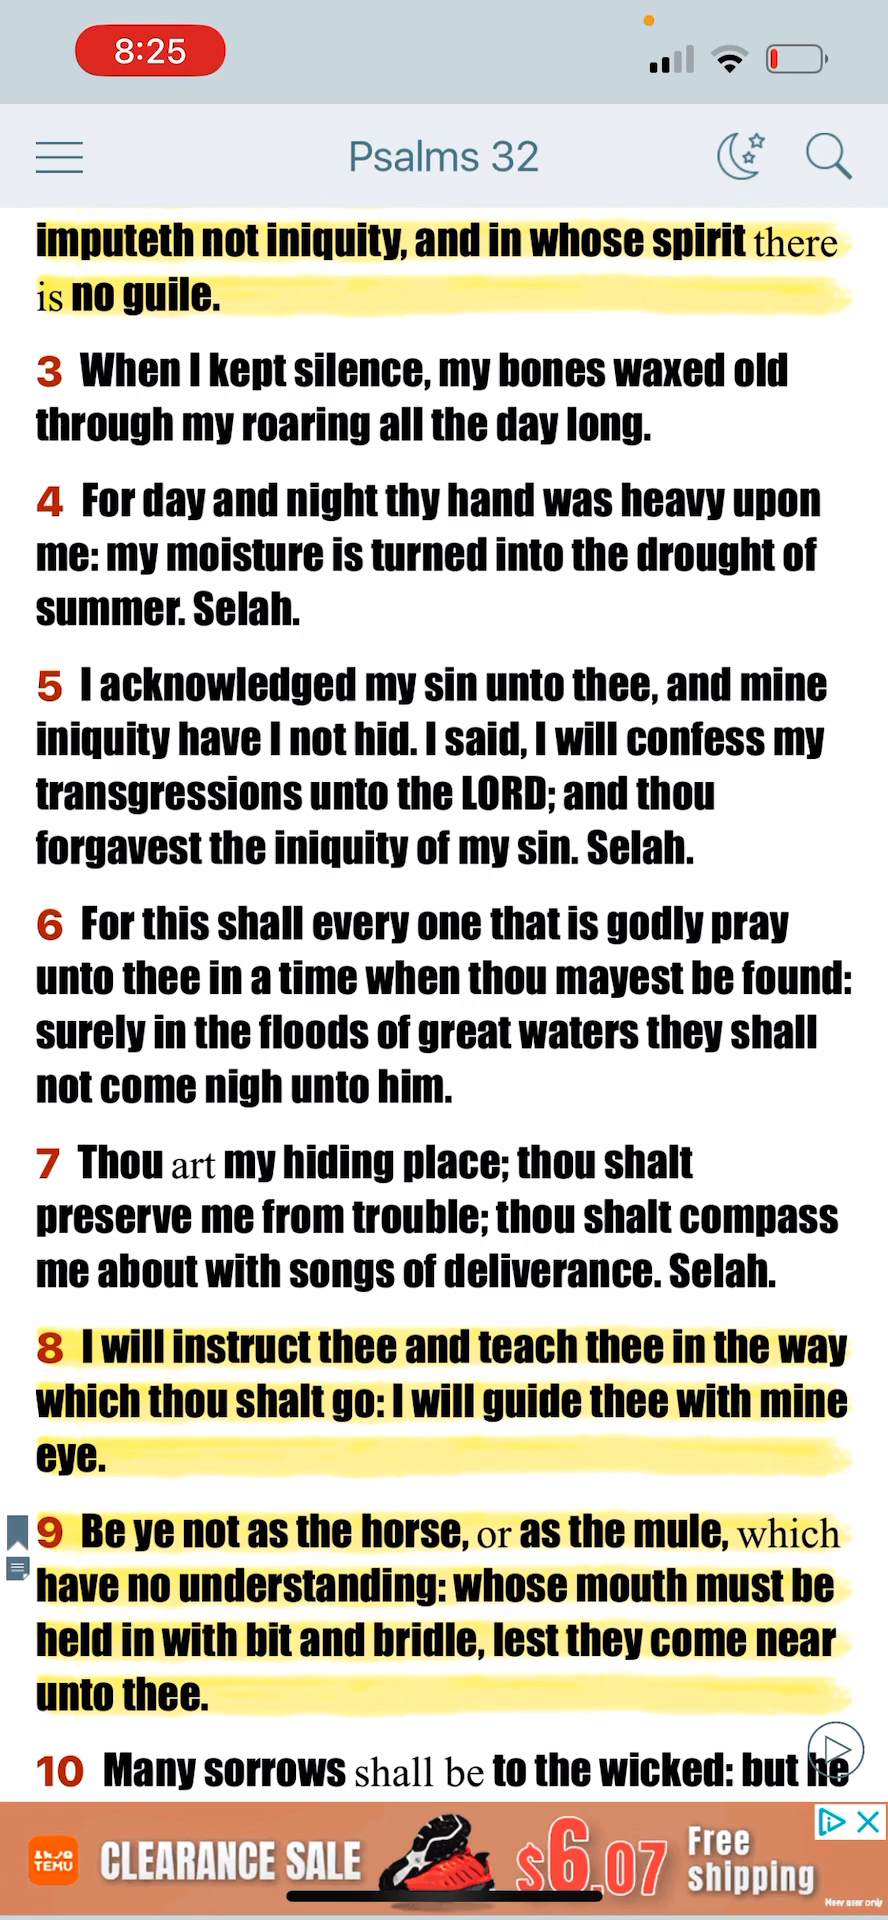 8:25
Psalms 32
imputeth not iniquity, and in whose spirit there
is no guile.
3 When I kept silence, my bones waxed old
through my roaring all the day long.
4 For day and night thy hand was heavy upon
me: my moisture is turned into the drought of
summer. Selah.
5 I acknowledged my sin unto thee, and mine
iniquity have I not hid. I said, I will confess my
transgressions unto the LORD; and thou
forgavest the iniquity of my sin. Selah.
6 For this shall every one that is godly pray
unto thee in a time when thou mayest be found:
surely in the floods of great waters they shall
not come nigh unto him.
7 Thou art my hiding place; thou shalt
preserve me from trouble; thou shalt compass
me about with songs of deliverance. Selah.
8 I will instruct thee and teach thee in the way
which thou shalt go: I will guide thee with mine
eye.
9 Be ye not as the horse, or as the mule, which
have no understanding: whose mouth must be
held in with bit and bridle, lest they come near
unto thee.
10 Many sorrows shall be to the wicked: but he
TEMU
CLEARANCE SALE
$6.07
Free
shipping
New user only